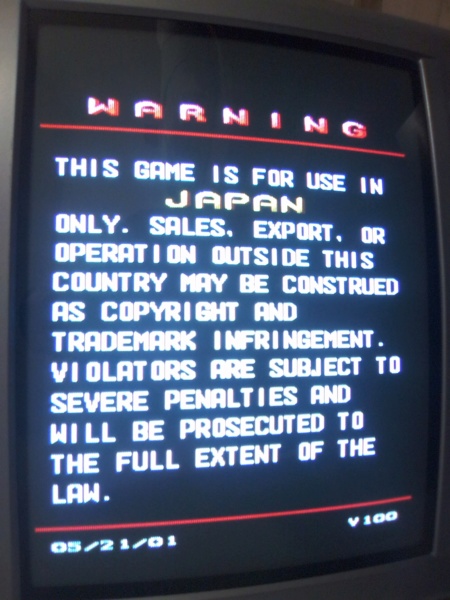 WARNING
THIS GAME IS FOR USE IN
JAPAN
ONLY. SALES, EXPORT, OR
OPERATION OUTSIDE THIS
COUNTRY MAY BE CONSTRUED
AS COPYRIGHT AND
TRADEMARK INFRINGEMENT.
VIOLATORS ARE SUBJECT TO
SEVERE PENALTIES AND
WILL BE PROSECUTED TO
THE FULL EXTENT OF THE
LAW.
05/21/01 V100